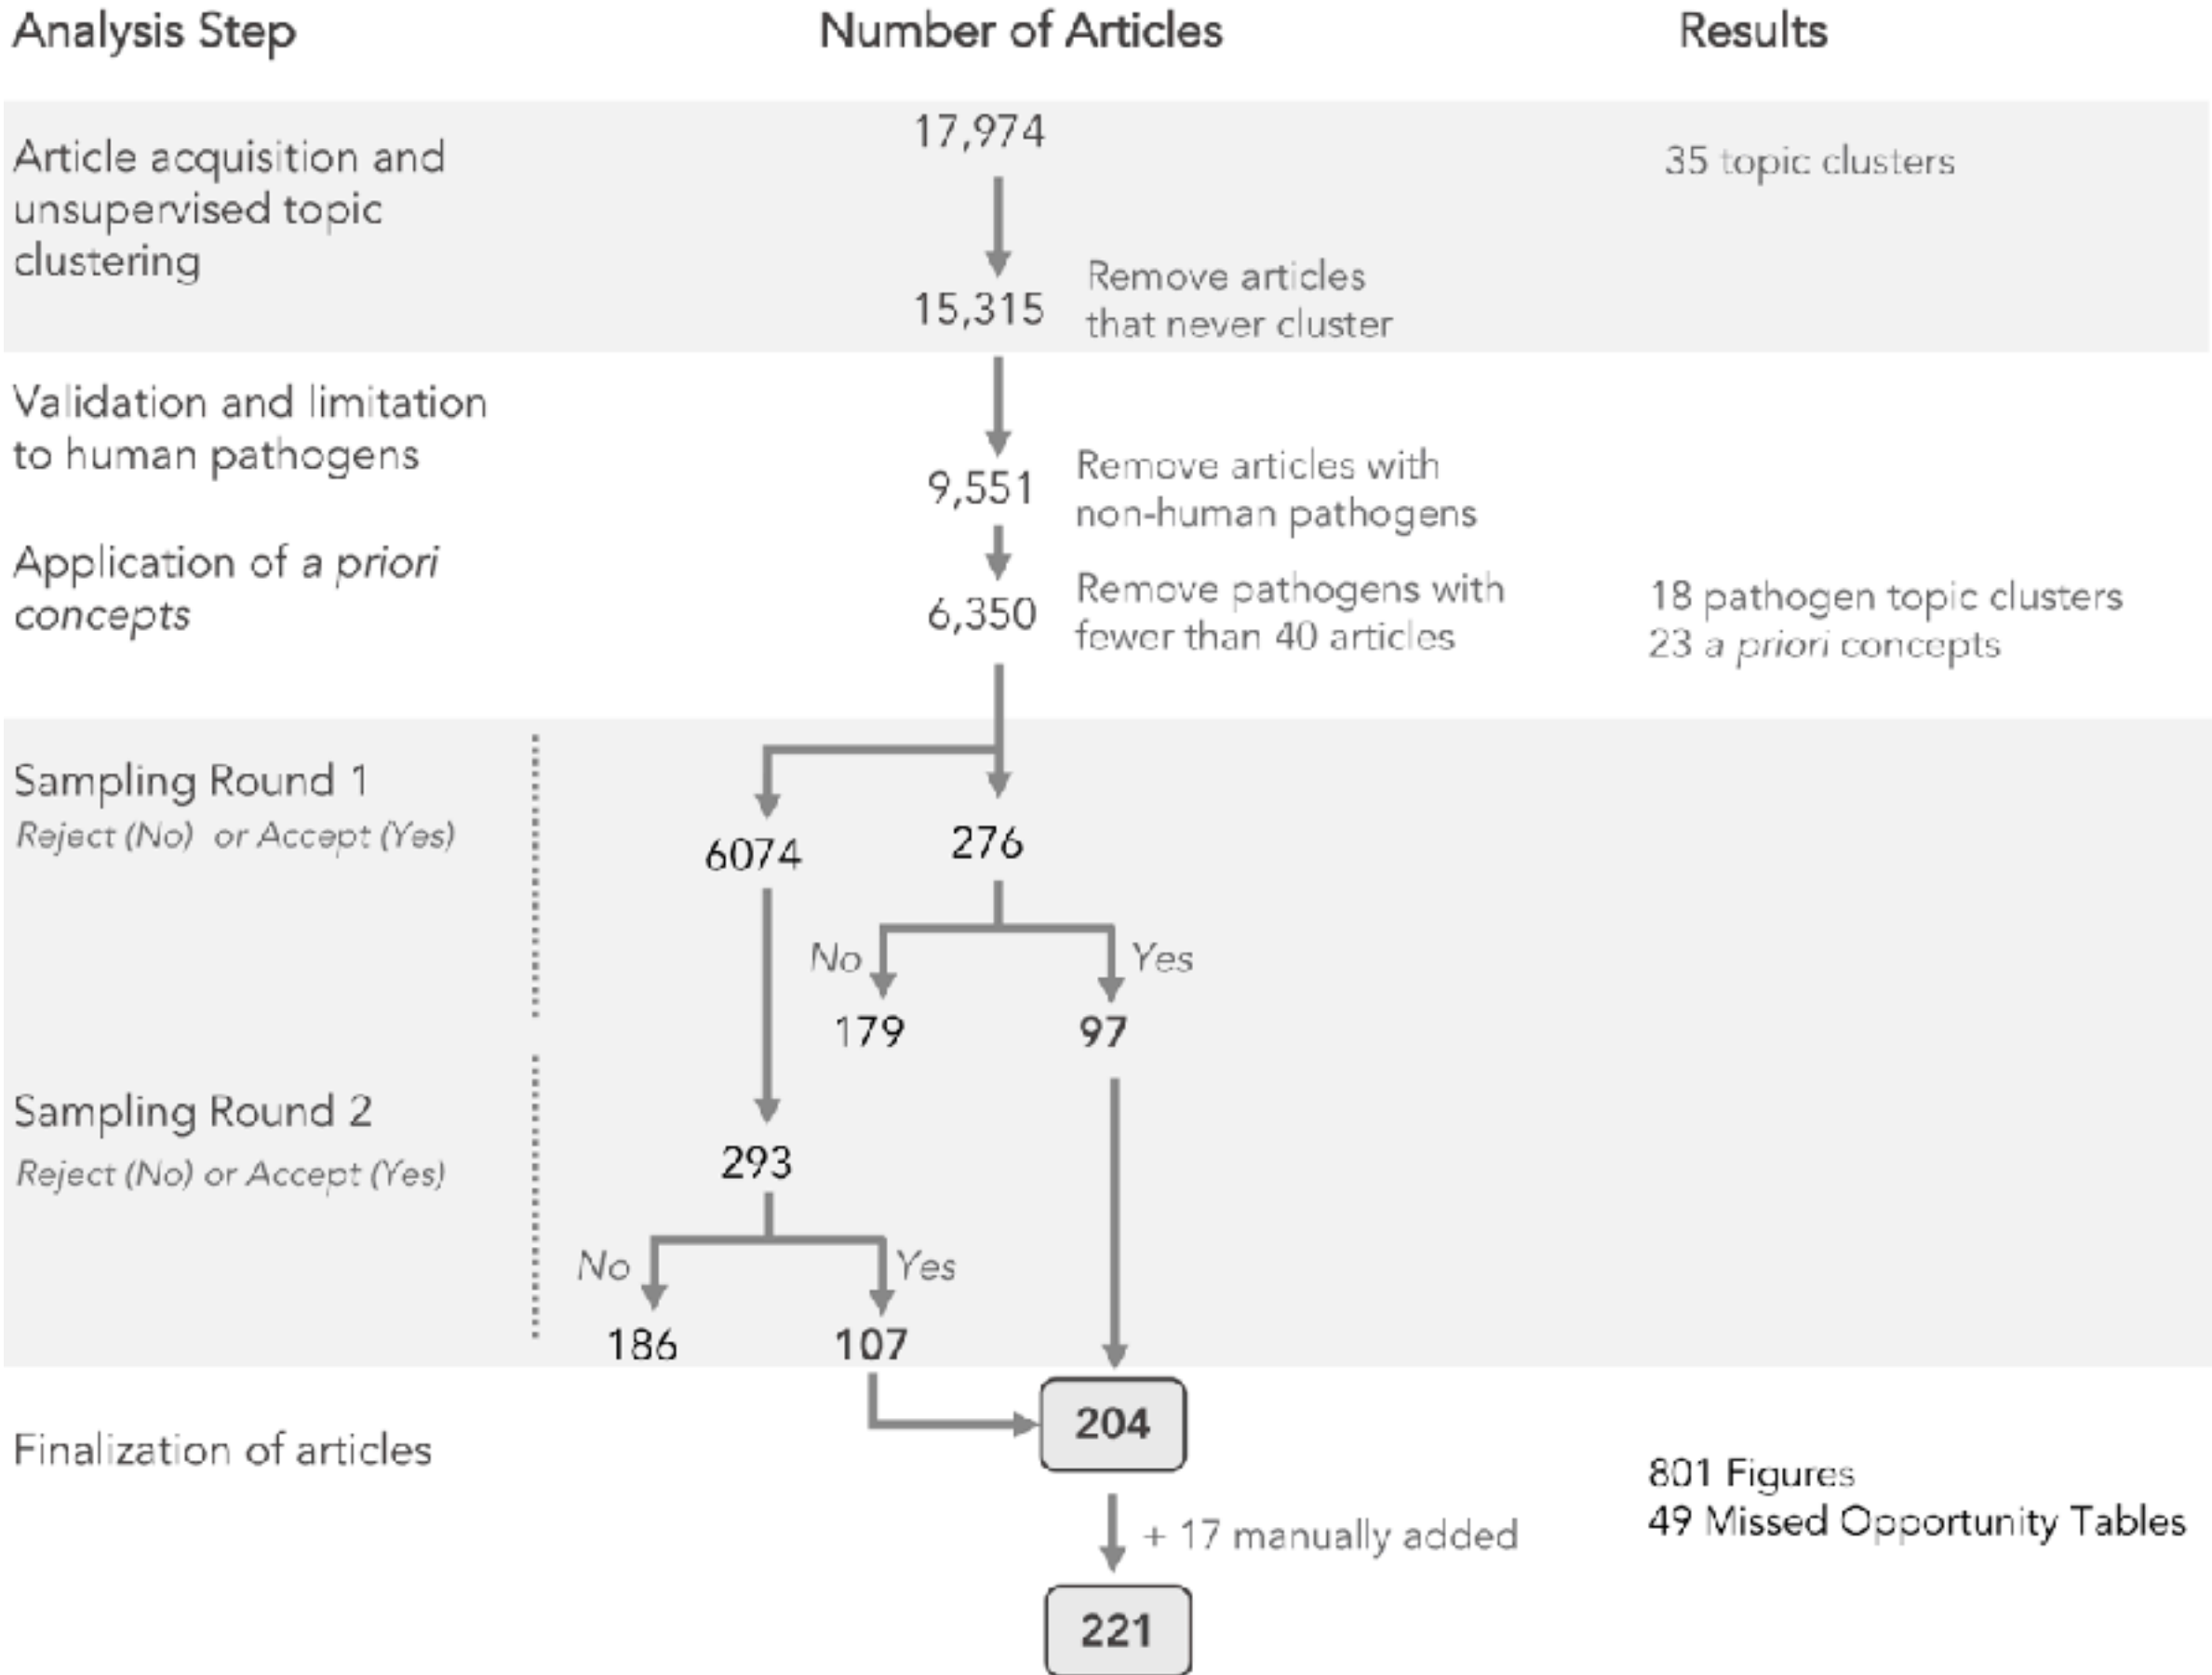 Analysis Step
Number of Articles
Results
Article acquisition and
unsupervised topic
clustering
17,974
35 topic clusters
15,315
Remove articles
that never cluster
Validation and limitation
to human pathogens
9,551
Remove articles with
non-human pathogens
Application of a priori
concepts
6,350
Remove pathogens with
fewer than 40 articles
18 pathogen topic clusters
23 a priori concepts
Sampling Round 1
Reject (No) or Accept (Yes)
6074
276
No
Yes
179
97
Sampling Round 2
Reject (No) or Accept (Yes)
293
No
Yes
186
107
Finalization of articles
204
801 Figures
49 Missed Opportunity Tables
+ 17 manually added
221